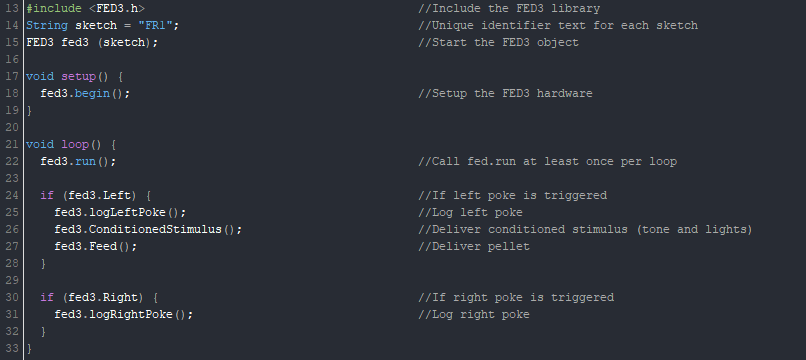 13 #include <FED3.h> //Include the FED3 library
14 String sketch = "FR1"; //Unique identifier text for each sketch
15 FED3 fed3 (sketch); //Start the FED3 object
16
17 void setup() {
18 fed3.begin(); //Setup the FED3 hardware
19 }
20
21 void loop() {
22 fed3.run(); //Call fed.run at least once per loop
23
24 if (fed3.Left) { //If left poke is triggered
25 fed3.logLeftPoke(); //Log left poke
26 fed3.ConditionedStimulus(); //Deliver conditioned stimulus (tone and lights)
27 fed3.Feed(); //Deliver pellet
28 }
29
30 if (fed3.Right) { //If right poke is triggered
31 fed3.logRightPoke(); //Log right poke
32 }
33 }